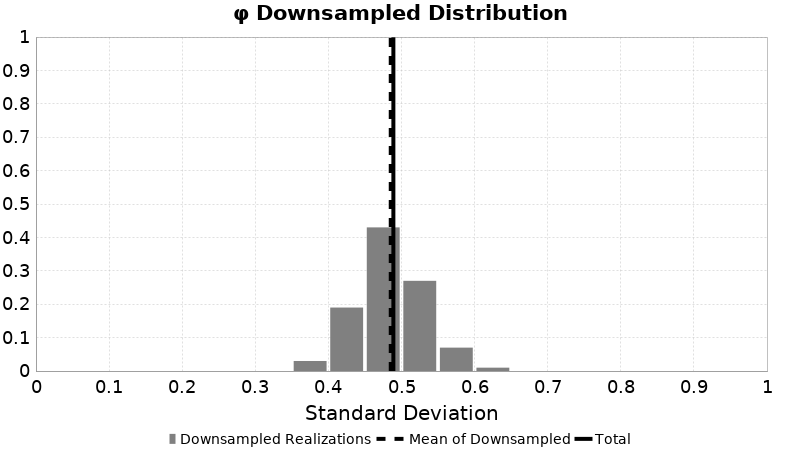 φ Downsampled Distribution
1
0.9
0.8
0.7
0.6
0.5
0.4
0.3
0.2
0.1
0
0 0.1 0.2 0.3 0.4 0.5 0.6 0.7 0.8 0.9 1
Standard Deviation
Downsampled Realizations Mean of Downsampled Total